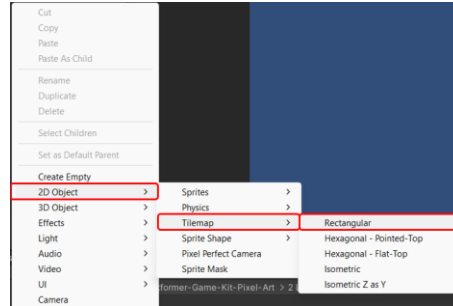 Cut
Copy
Paste
Paste As Child
Rename
Duplicate
Delete
Select Children
Set as Default Parent
Create Empty
2D Object
3D Object
Effects
Light
Audio
Video
UI
Camera
Sprites
Physics
Tilemap
Sprite Shape
Pixel Perfect Camera
Sprite Mask
Rectangular
Hexagonal - Pointed-Top
Hexagonal - Flat-Top
Isometric
Isometric Z as Y
former-Game-Kit-Pixel-Art > 2